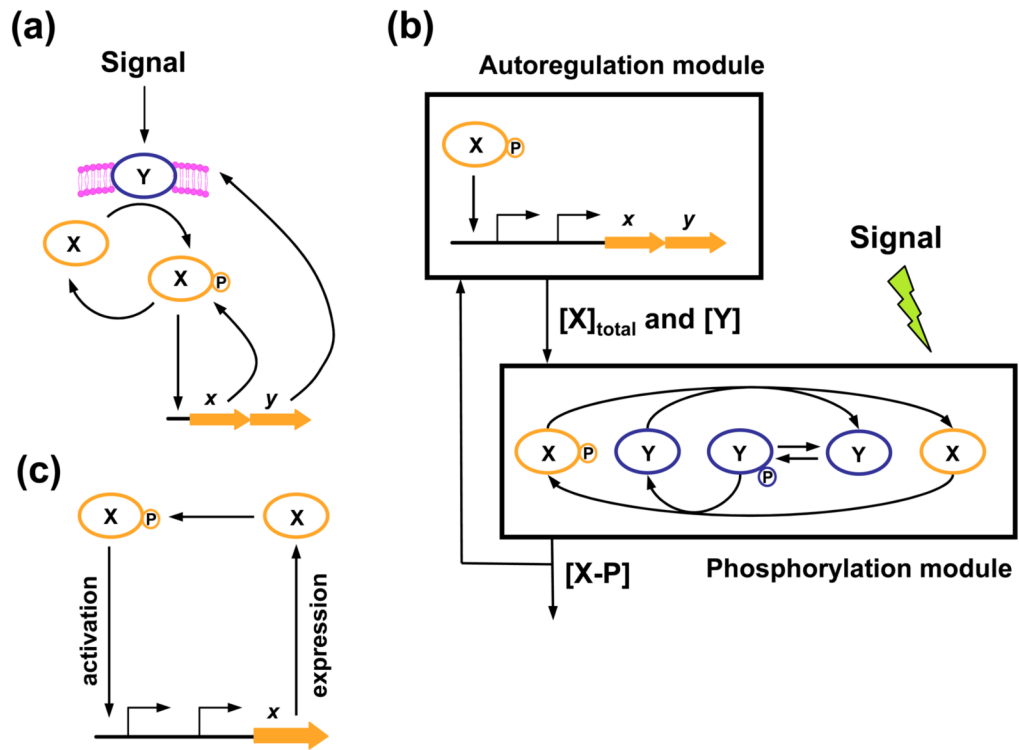 (a)
Signal
Y
X
X P
x y
(b)
Autoregulation module
X P
x y
Signal
[X]total and [Y]
X P Y Y P Y X
[X-P]
Phosphorylation module
(c)
X P X
activation
expression
x